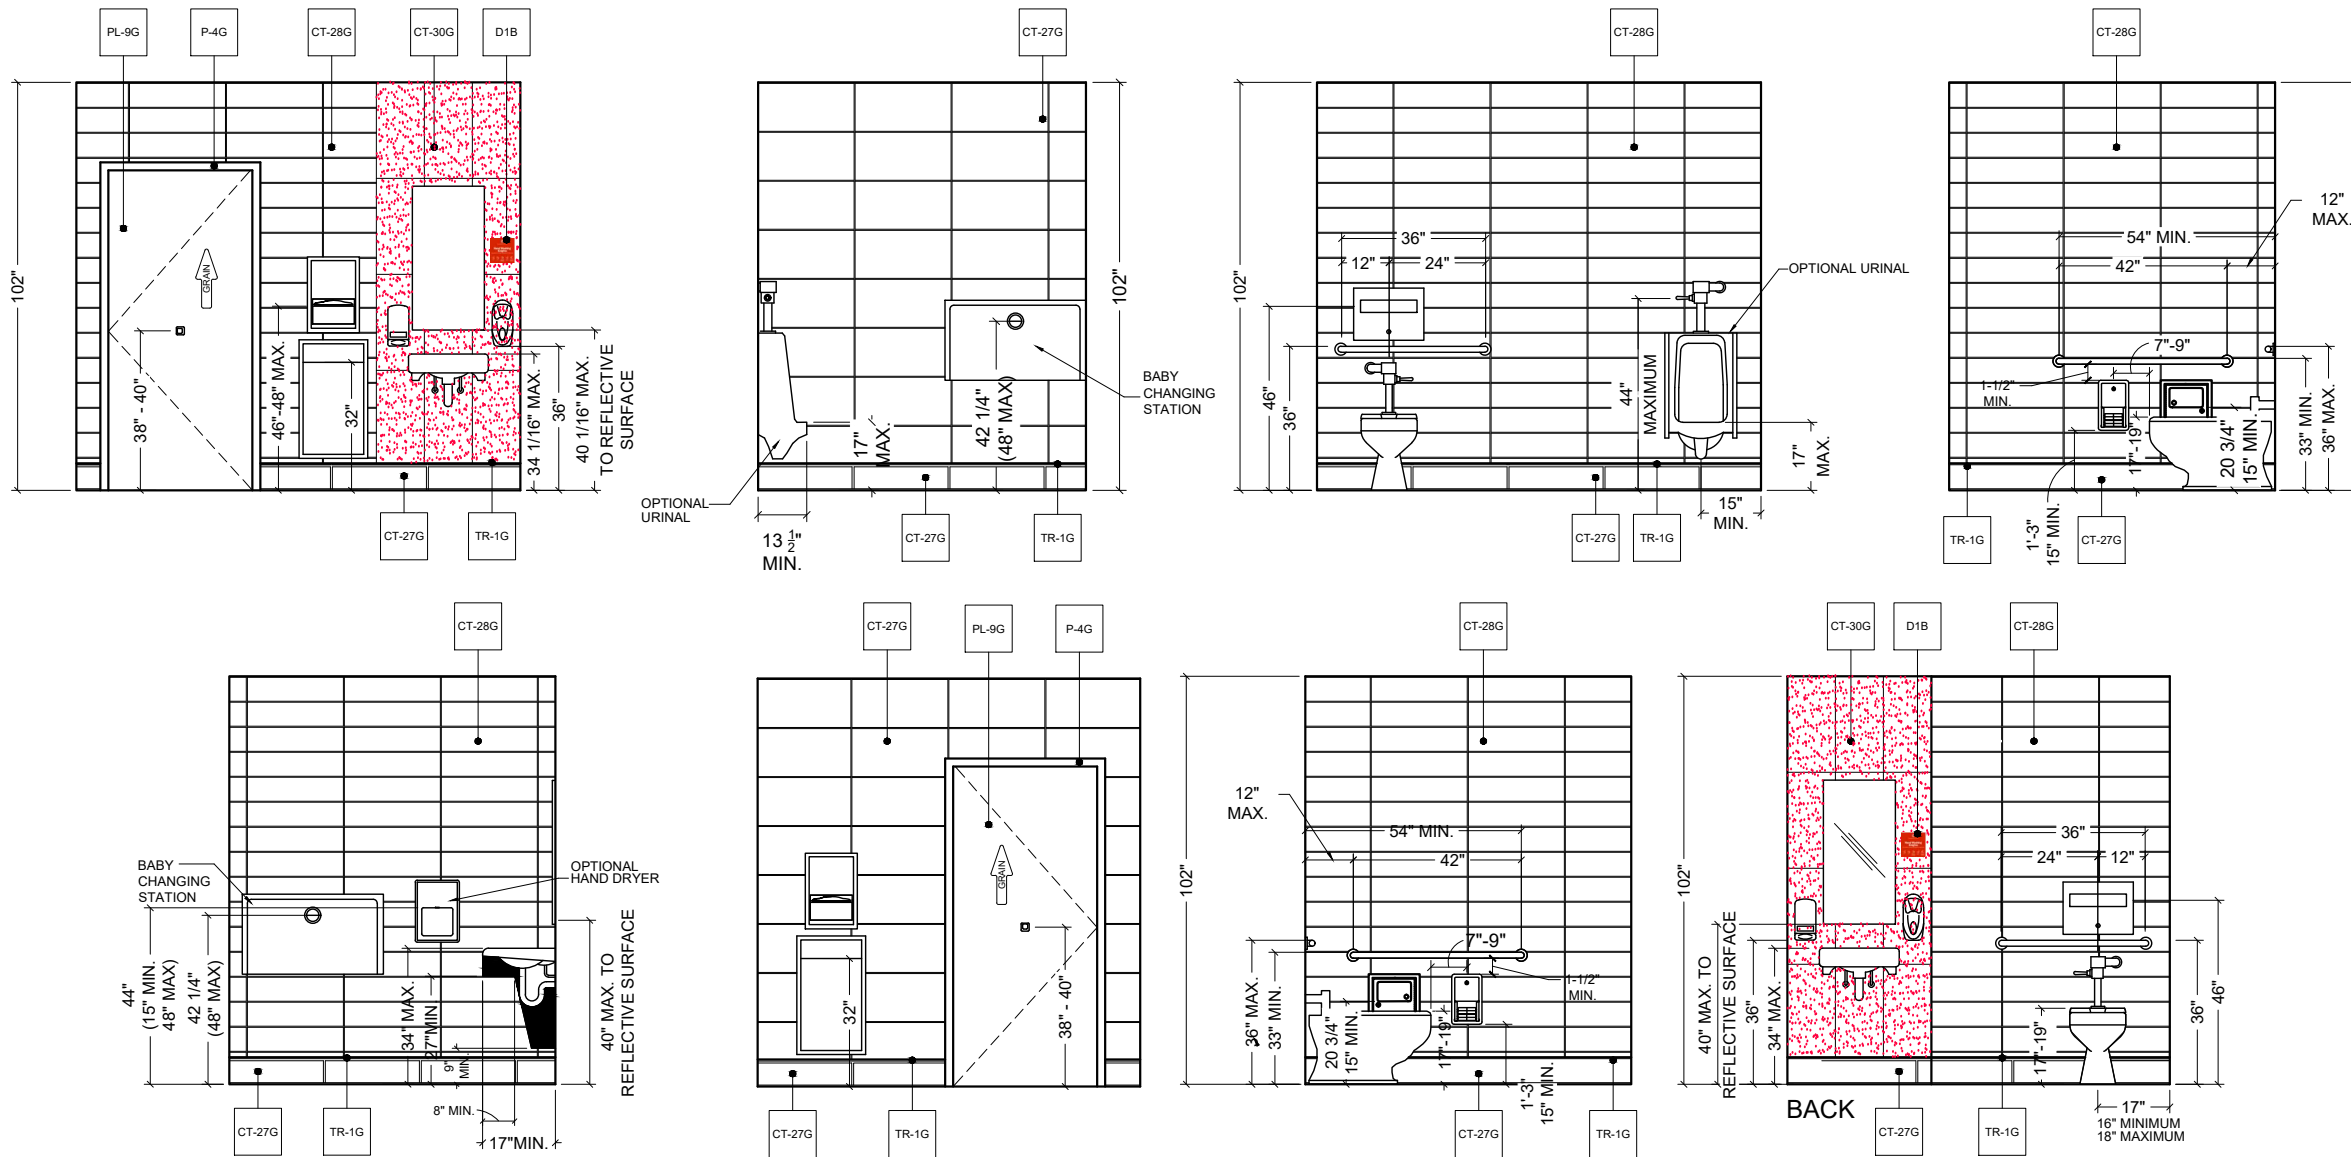 PL-9G
P-4G
CT-28G
CT-30G
D1B
102"
GRAIN
38" - 40"
46"-48" MAX.
32"
34 1/16" MAX.
36"
40 1/16" MAX.
TO REFLECTIVE
SURFACE
CT-27G
TR-1G
CT-27G
102"
17"
MAX.
42 1/4"
(48" MAX)
BABY
CHANGING
STATION
OPTIONAL
URINAL
13 1/2"
MIN.
CT-27G
TR-1G
CT-28G
102"
36"
12"
24"
OPTIONAL URINAL
46"
36"
44"
MAXIMUM
17"
MAX.
15"
MIN.
CT-27G
TR-1G
CT-28G
12"
MAX.
54" MIN.
42"
7"-9"
1-1/2"
MIN.
17"-19"
20 3/4"
15" MIN.
33" MIN.
36" MAX.
1'-3"
15" MIN.
TR-1G
CT-27G
CT-28G
BABY
CHANGING
STATION
OPTIONAL
HAND DRYER
44"
(15" MIN.
48" MAX)
42 1/4"
(48" MAX)
34" MAX.
27"MIN
9"
MIN.
40" MAX. TO
REFLECTIVE SURFACE
8" MIN.
17"MIN.
CT-27G
TR-1G
CT-27G
PL-9G
P-4G
GRAIN
32"
38" - 40"
CT-27G
TR-1G
CT-28G
12"
MAX.
102"
54" MIN.
42"
7"-9"
1-1/2"
MIN.
36" MAX.
33" MIN.
20 3/4"
15" MIN.
17"-19"
1'-3"
15" MIN.
CT-27G
TR-1G
CT-30G
D1B
CT-28G
102"
36"
24"
12"
40" MAX. TO
REFLECTIVE SURFACE
36"
34" MAX.
17"-19"
36"
46"
BACK
17"
16" MINIMUM
18" MAXIMUM
CT-27G
TR-1G